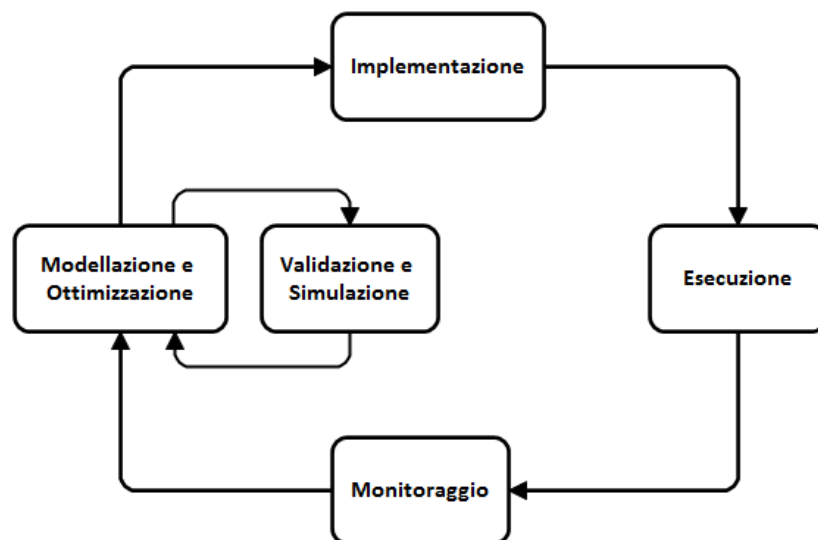 Implementazione
Modellazione e
Ottimizzazione
Validazione e
Simulazione
Esecuzione
Monitoraggio